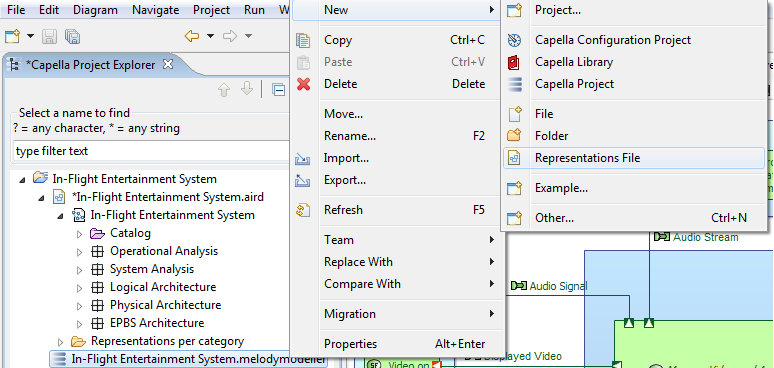 File Edit Diagram Navigate Project Run
*Capella Project Explorer
Select a name to find
? = any character, * = any string
type filter text
In-Flight Entertainment System
*In-Flight Entertainment System.aird
In-Flight Entertainment System
Catalog
Operational Analysis
System Analysis
Logical Architecture
Physical Architecture
EPBS Architecture
Representations per category
In-Flight Entertainment System.melodymodeller
New
Copy Ctrl+C
Paste Ctrl+V
Delete Delete
Move...
Rename... F2
Import...
Export...
Refresh F5
Team
Replace With
Compare With
Migration
Properties Alt+Enter
Project...
Capella Configuration Project
Capella Library
Capella Project
File
Folder
Representations File
Example...
Other... Ctrl+N
Audio Stream
Audio Signal
Displayed Video
Video on